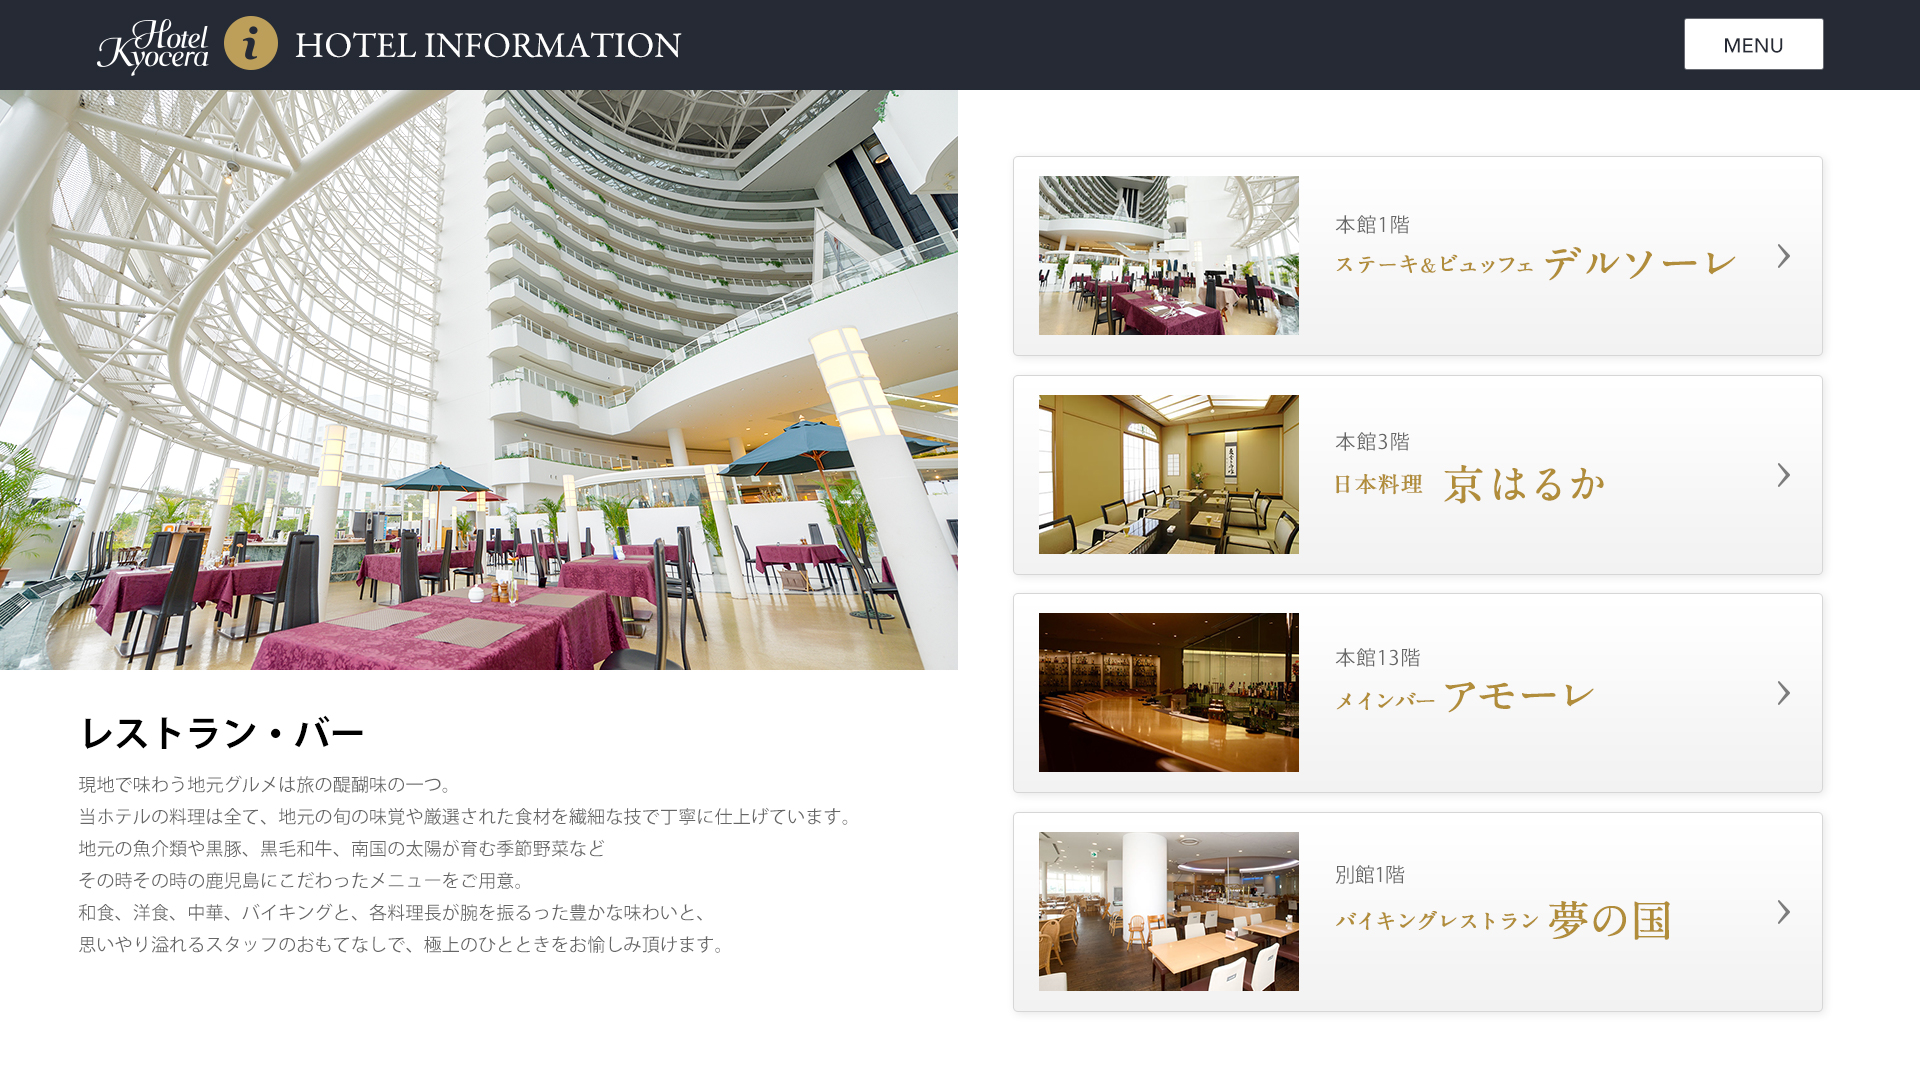 Hotel Kyocera
i HOTEL INFORMATION
MENU
レストラン・バー
現地で味わう地元グルメは旅の醍醐味の一つ。
当ホテルの料理は全て、地元の旬の味覚や厳選された食材を繊細な技で丁寧に仕上げています。
地元の魚介類や黒豚、黒毛和牛、南国の太陽が育む季節野菜など
その時その時の鹿児島にこだわったメニューをご用意。
和食、洋食、中華、バイキングと、各料理長が腕を振るった豊かな味わいと、
思いやり溢れるスタッフのおもてなしで、極上のひとときをお愉しみ頂けます。
本館1階
ステーキ&ビュッフェ デルソーレ
本館3階
日本料理 京はるか
本館13階
メインバー アモーレ
別館1階
バイキングレストラン 夢の国